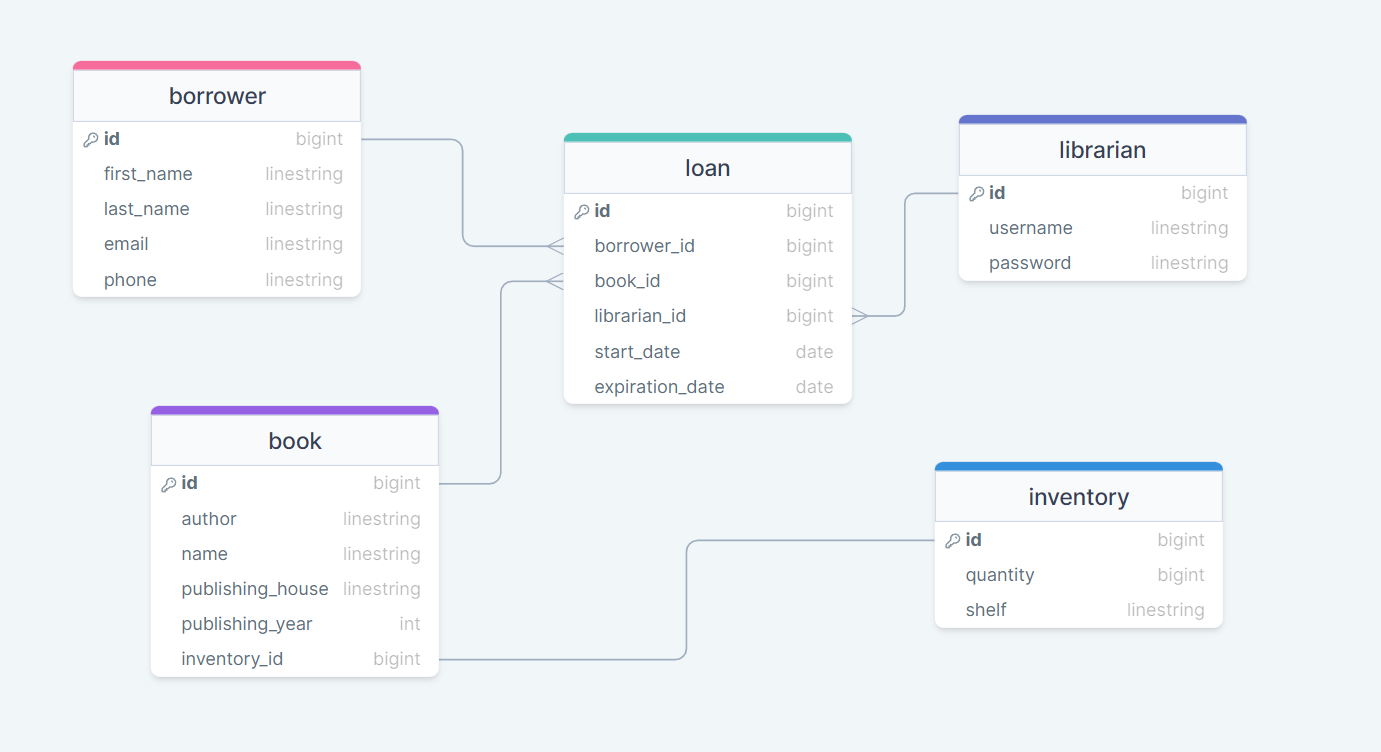 borrower
id bigint
first_name linestring
last_name linestring
email linestring
phone linestring
loan
id bigint
borrower_id bigint
book_id bigint
librarian_id bigint
start_date date
expiration_date date
librarian
id bigint
username linestring
password linestring
book
id bigint
author linestring
name linestring
publishing_house linestring
publishing_year int
inventory_id bigint
inventory
id bigint
quantity bigint
shelf linestring